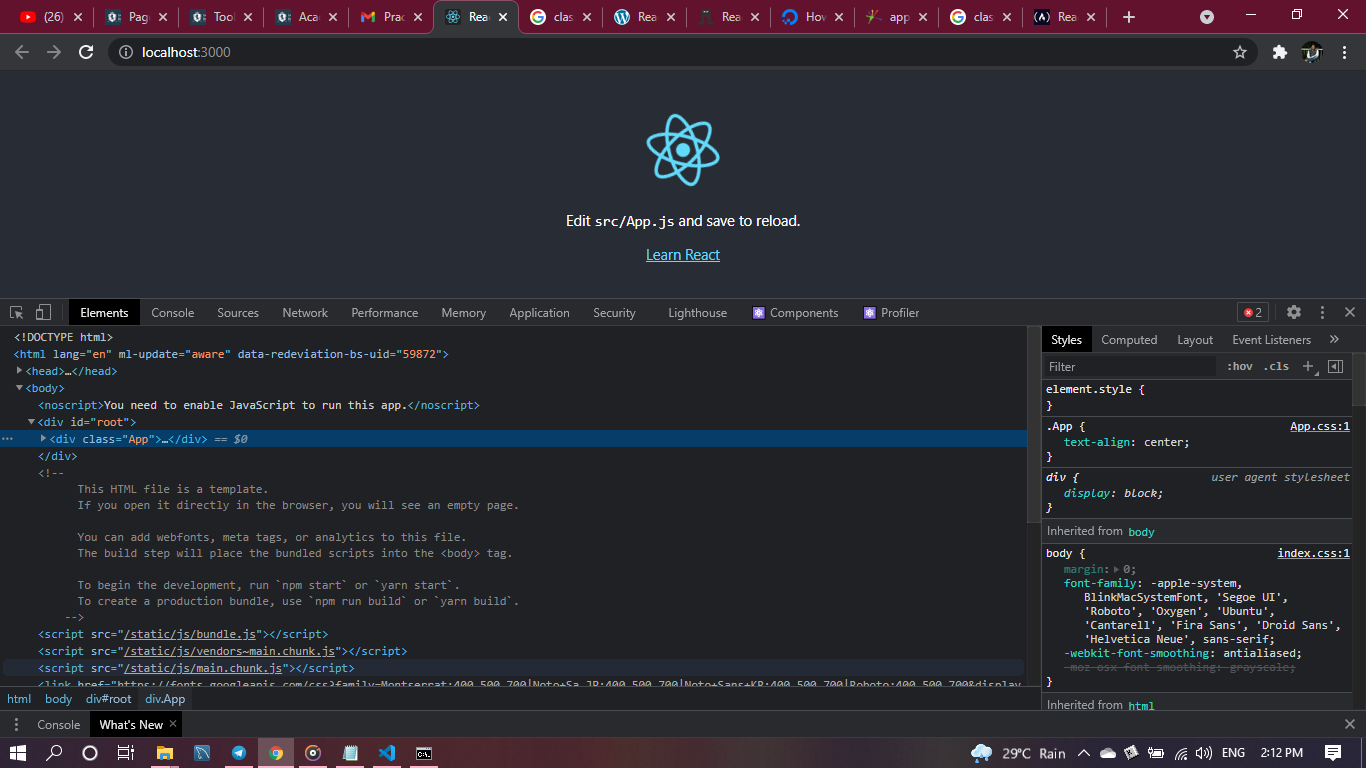 (26)
Page
Tool
Aca
Prac
Rea
clas
Rea
Rea
How
app
clas
Rea
localhost:3000
Edit src/App.js and save to reload.
Learn React
Elements Console Sources Network Performance Memory Application Security Lighthouse Components Profiler 2
<!DOCTYPE html>
<html lang="en" ml-update="aware" data-redeviation-bs-uid="59872">
<head>…</head>
<body>
<noscript>You need to enable JavaScript to run this app.</noscript>
<div id="root">
<div class="App">…</div> == $0
</div>
<!--
This HTML file is a template.
If you open it directly in the browser, you will see an empty page.
You can add webfonts, meta tags, or analytics to this file.
The build step will place the bundled scripts into the <body> tag.
To begin the development, run `npm start` or `yarn start`.
To create a production bundle, use `npm run build` or `yarn build`.
-->
<script src="/static/js/bundle.js"></script>
<script src="/static/js/vendors~main.chunk.js"></script>
<script src="/static/js/main.chunk.js"></script>
<link href="https://fonts.googleapis.com/css?family=Montserrat:400,500,700|Noto+Sa JP:400,500,700|Noto+Sans+KR:400,500,700|Roboto:400,500,700&display
html body div#root div.App
Styles Computed Layout Event Listeners »
Filter :hov .cls +
element.style {
}
.App { App.css:1
text-align: center;
}
div { user agent stylesheet
display: block;
}
Inherited from body
body { index.css:1
margin: 0;
font-family: -apple-system,
BlinkMacSystemFont, 'Segoe UI',
'Roboto', 'Oxygen', 'Ubuntu',
'Cantarell', 'Fira Sans', 'Droid Sans',
'Helvetica Neue', sans-serif;
-webkit-font-smoothing: antialiased;
-moz-osx-font-smoothing: grayscale;
}
Inherited from html
Console What's New
29°C Rain ENG 2:12 PM